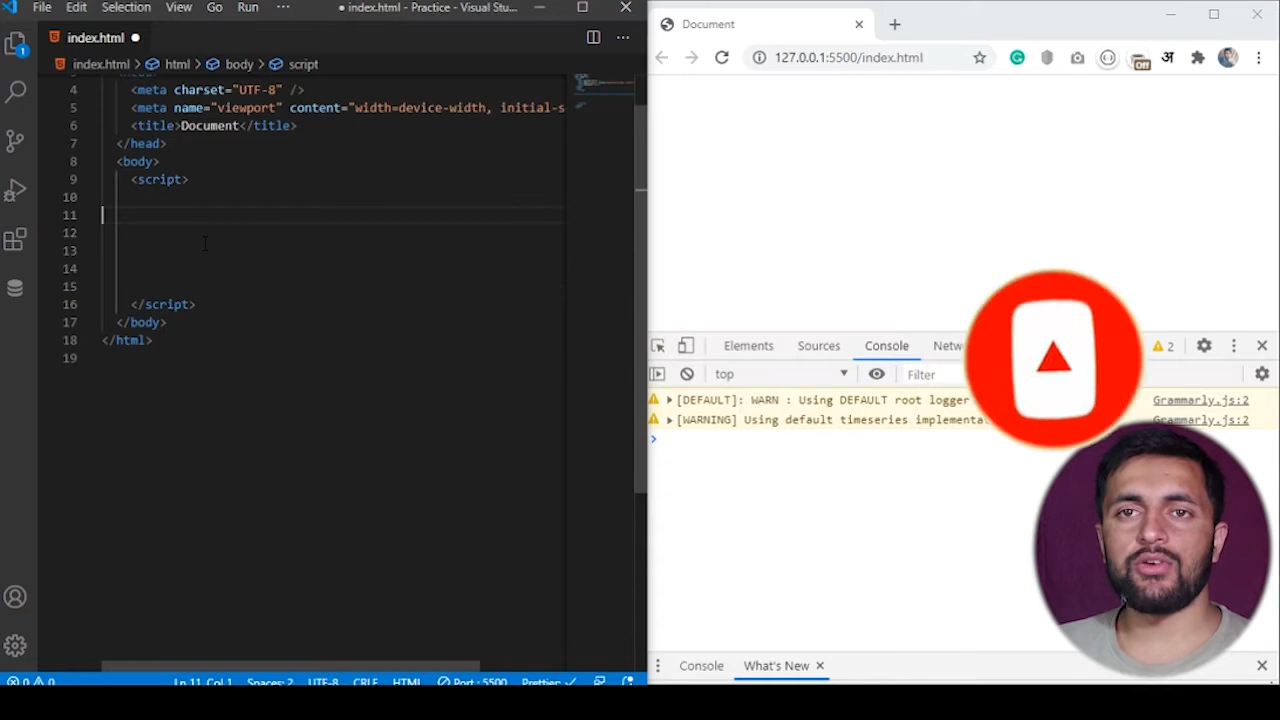 File Edit Selection View Go Run ··· ● index.html - Practice - Visual Stu...
index.html ●
index.html > html > body > script
4 <meta charset="UTF-8" />
5 <meta name="viewport" content="width=device-width, initial-s
6 <title>Document</title>
7 </head>
8 <body>
9 <script>
10
11
12
13
14
15
16 </script>
17 </body>
18 </html>
19
1
0 0 Ln 11, Col 1 Spaces: 2 UTF-8 CRLF HTML Port : 5500 Prettier: ✓
Document
127.0.0.1:5500/index.html
Off
अ
Elements Sources Console Netw 2
top Filter
[DEFAULT]: WARN : Using DEFAULT root logger Grammarly.js:2
[WARNING] Using default timeseries implementa Grammarly.js:2
Console What's New